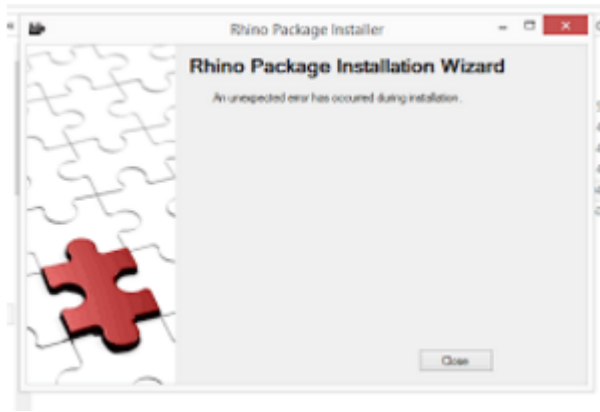 Rhino Package Installer
Rhino Package Installation Wizard
An unexpected error has occurred during installation.
Close